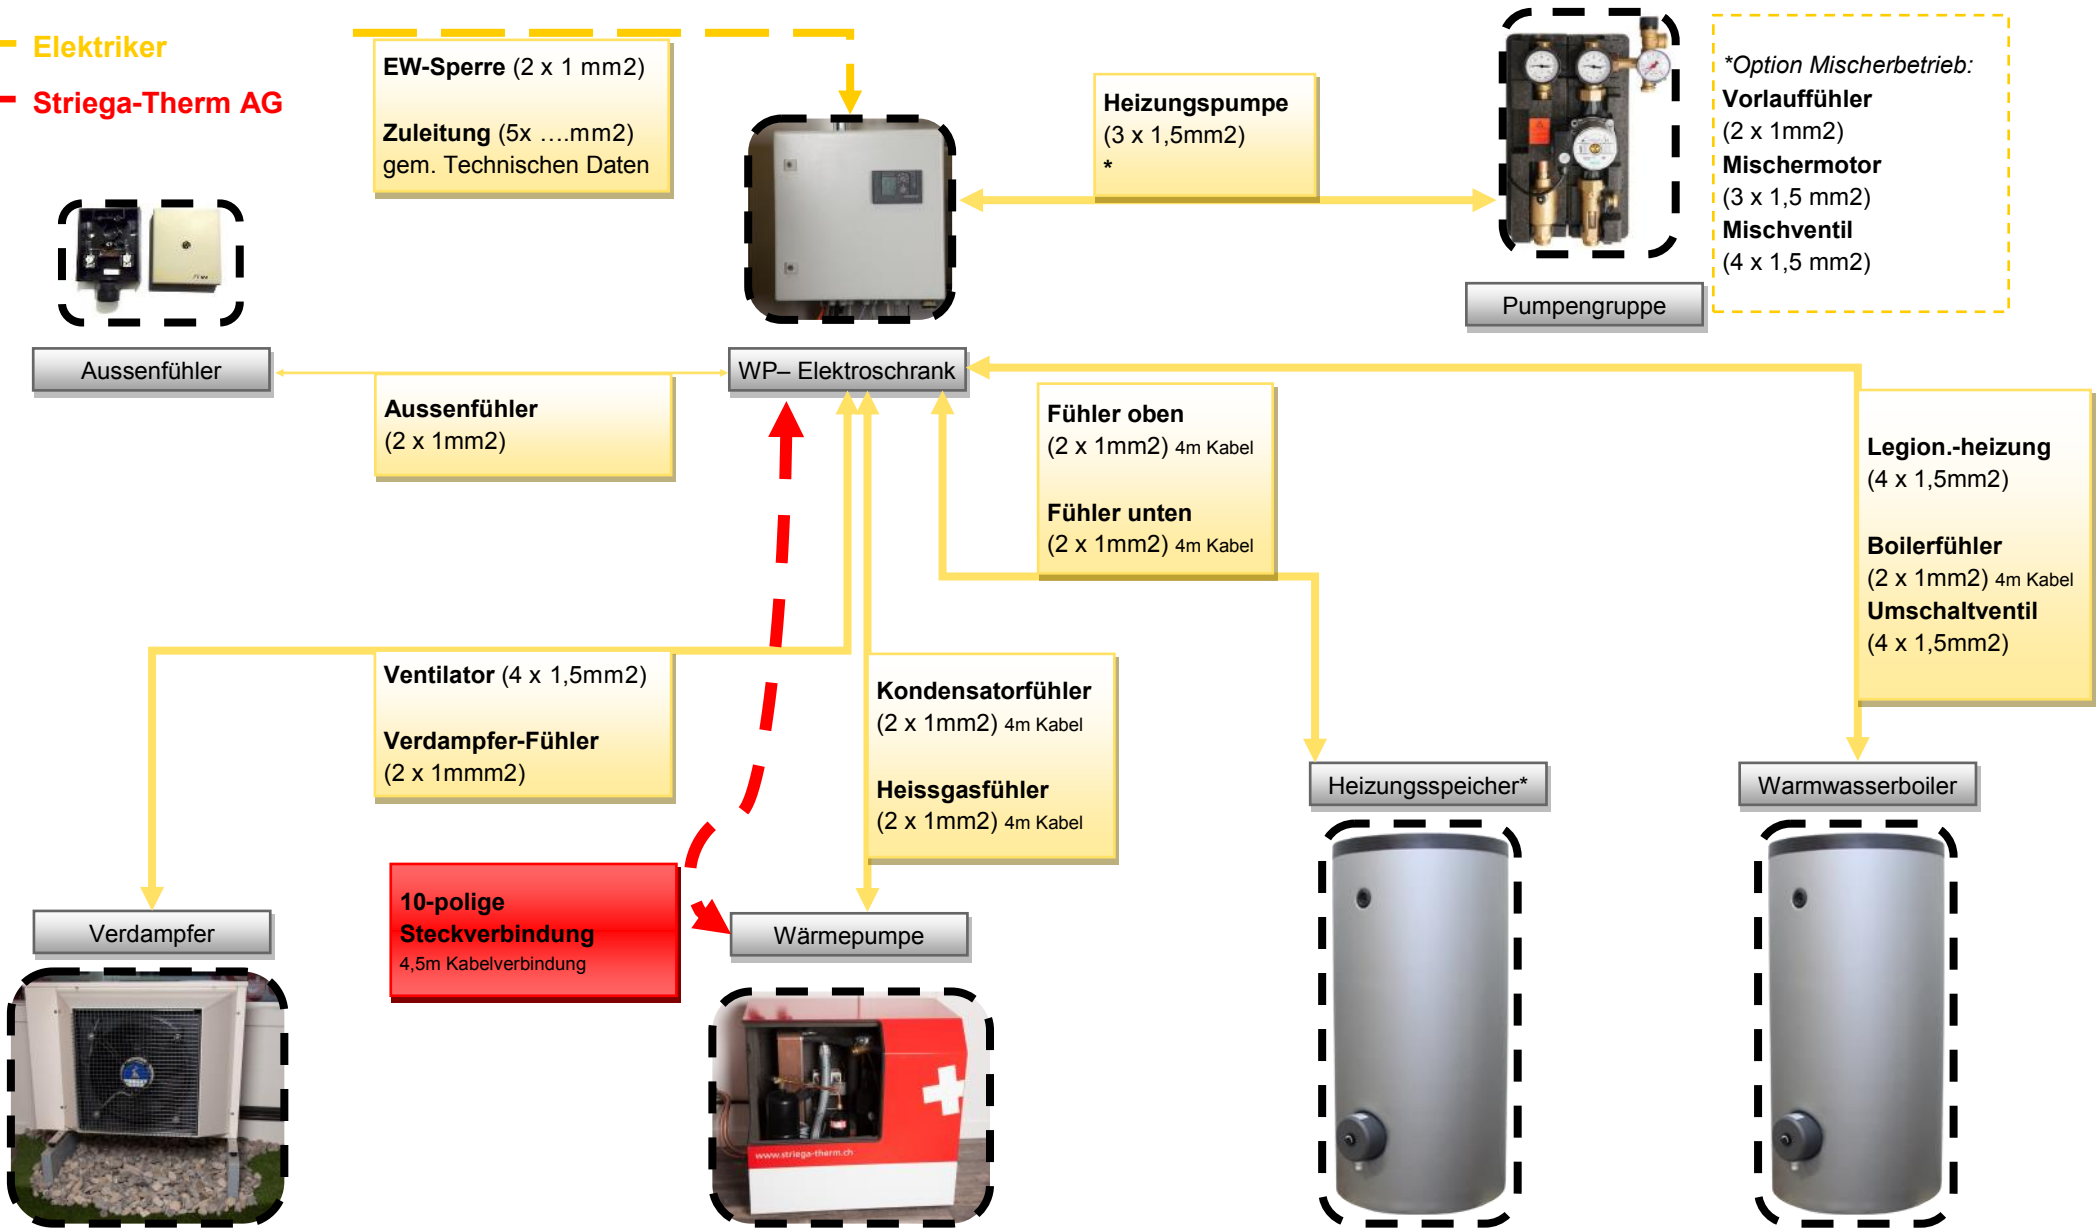 Elektriker
Striega-Therm AG
EW-Sperre (2 x 1 mm2)
Zuleitung (5x ....mm2)
gem. Technischen Daten
Heizungspumpe
(3 x 1,5mm2)
*
*Option Mischerbetrieb:
Vorlauffühler
(2 x 1mm2)
Mischermotor
(3 x 1,5 mm2)
Mischventil
(4 x 1,5 mm2)
Pumpengruppe
Aussenfühler
WP– Elektroschrank
Aussenfühler
(2 x 1mm2)
Fühler oben
(2 x 1mm2) 4m Kabel
Fühler unten
(2 x 1mm2) 4m Kabel
Legion.-heizung
(4 x 1,5mm2)
Boilerfühler
(2 x 1mm2) 4m Kabel
Umschaltventil
(4 x 1,5mm2)
Ventilator (4 x 1,5mm2)
Verdampfer-Fühler
(2 x 1mmm2)
Kondensatorfühler
(2 x 1mm2) 4m Kabel
Heissgasfühler
(2 x 1mm2) 4m Kabel
Heizungsspeicher*
Warmwasserboiler
10-polige
Steckverbindung
4,5m Kabelverbindung
Verdampfer
Wärmepumpe
www.striega-therm.ch